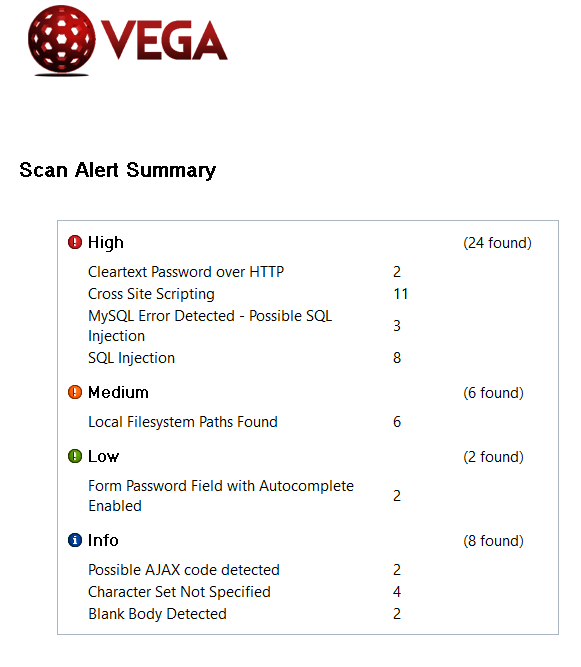 VEGA
Scan Alert Summary
High (24 found)
Cleartext Password over HTTP 2
Cross Site Scripting 11
MySQL Error Detected - Possible SQL
Injection 3
SQL Injection 8
Medium (6 found)
Local Filesystem Paths Found 6
Low (2 found)
Form Password Field with Autocomplete
Enabled 2
Info (8 found)
Possible AJAX code detected 2
Character Set Not Specified 4
Blank Body Detected 2